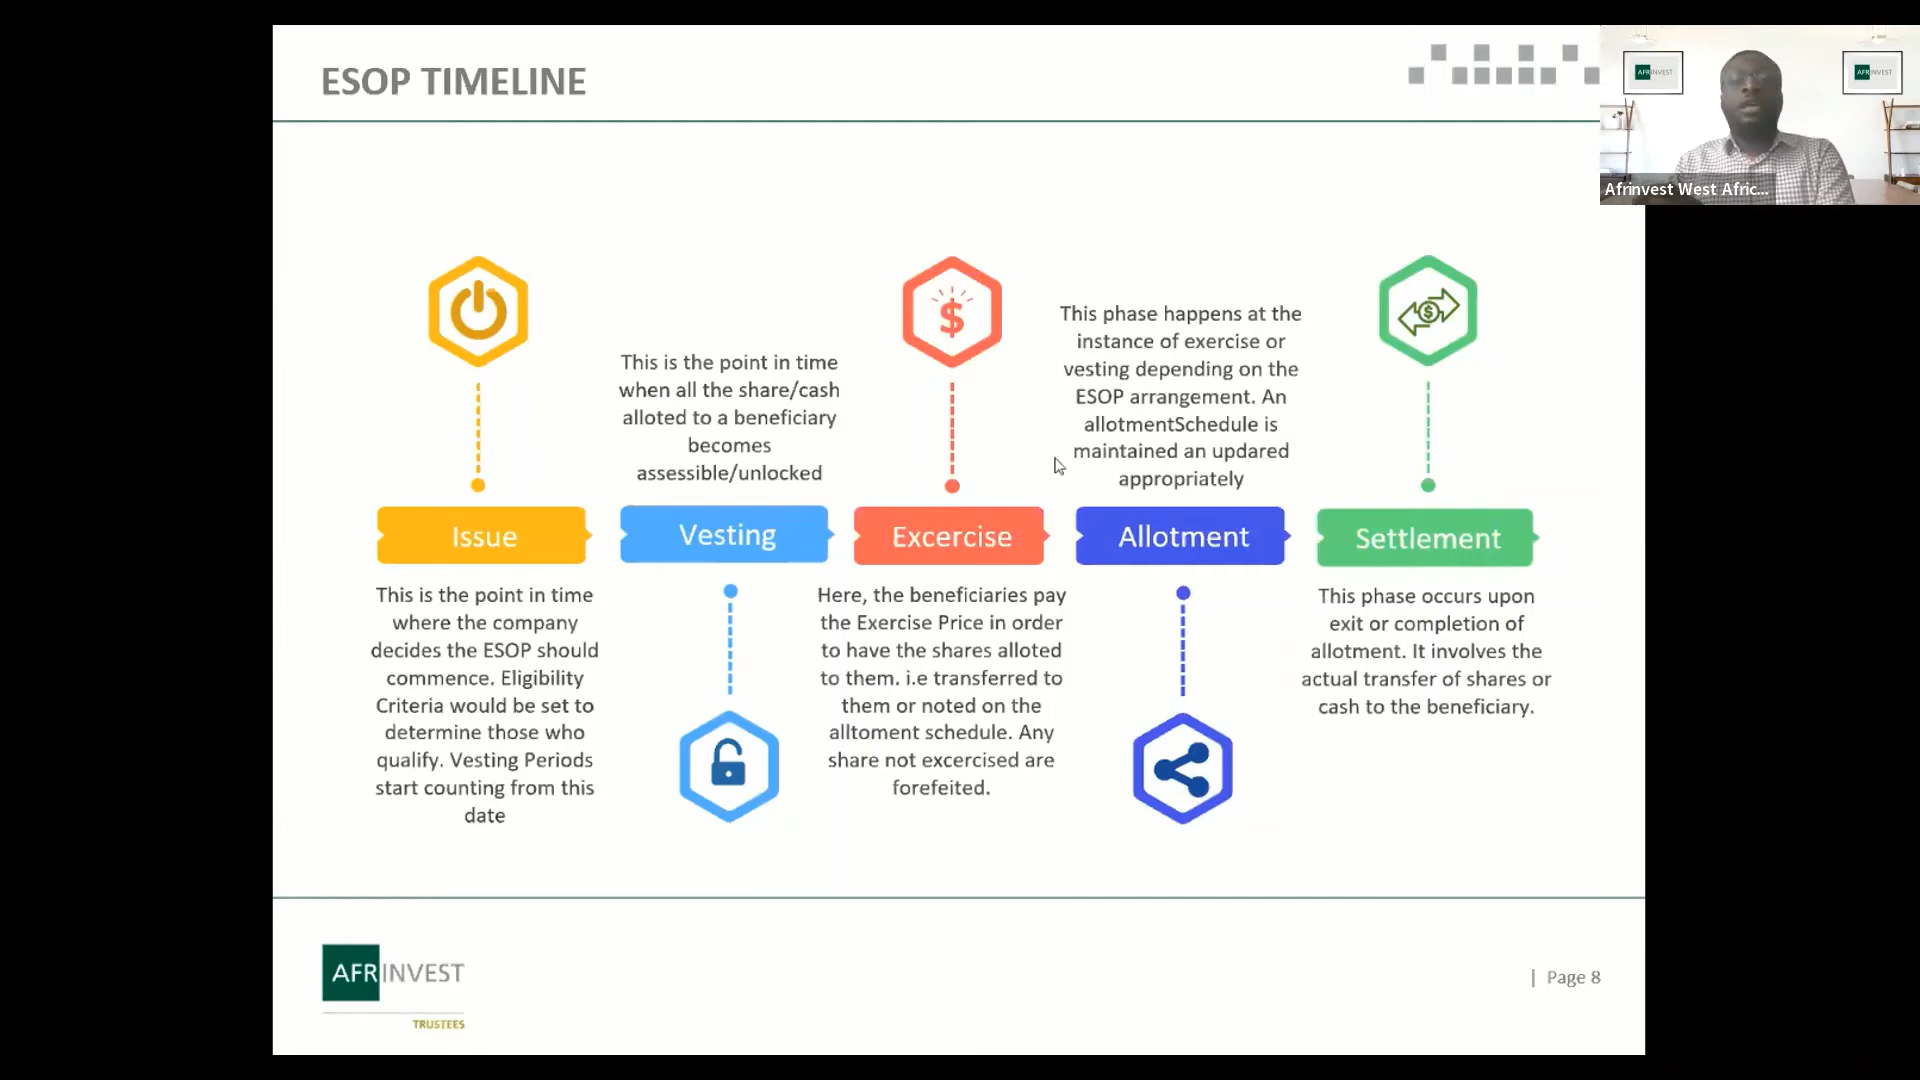 ESOP TIMELINE
AFRINVEST
AFRINVEST
Afrinvest West Afric...
This is the point in time
when all the share/cash
alloted to a beneficiary
becomes
assessible/unlocked
This phase happens at the
instance of exercise or
vesting depending on the
ESOP arrangement. An
allotmentSchedule is
maintained an updared
appropriately
Issue
Vesting
Excercise
Allotment
Settlement
This is the point in time
where the company
decides the ESOP should
commence. Eligibility
Criteria would be set to
determine those who
qualify. Vesting Periods
start counting from this
date
Here, the beneficiaries pay
the Exercise Price in order
to have the shares alloted
to them. i.e transferred to
them or noted on the
alltoment schedule. Any
share not excercised are
forefeited.
This phase occurs upon
exit or completion of
allotment. It involves the
actual transfer of shares or
cash to the beneficiary.
AFRINVEST
TRUSTEES
| Page 8